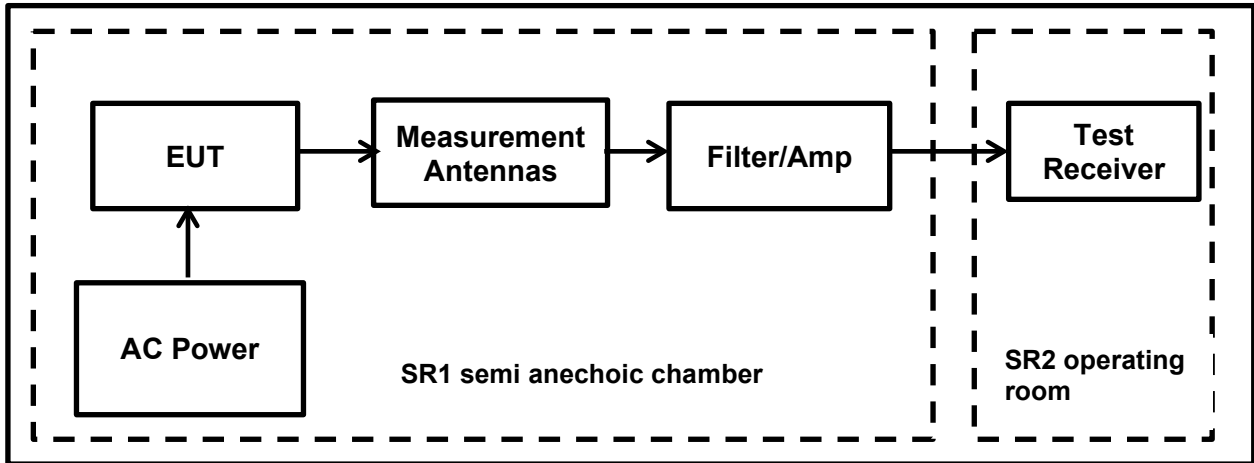 EUT
Measurement
Antennas
Filter/Amp
Test
Receiver
AC Power
SR1 semi anechoic chamber
SR2 operating
room